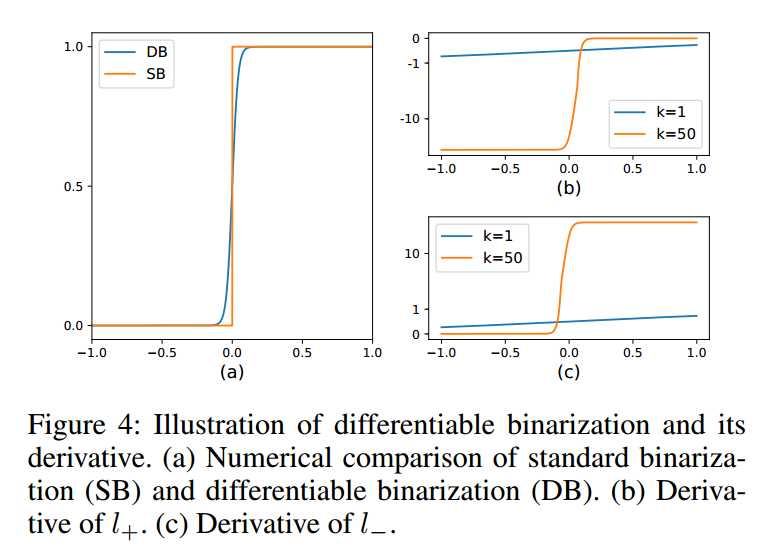 1.0
0.5
0.0
DB
SB
−1.0 −0.5 0.0 0.5 1.0
(a)
0
-1
-10
k=1
k=50
−1.0 −0.5 0.0 0.5 1.0
(b)
10
1
0
k=1
k=50
−1.0 −0.5 0.0 0.5 1.0
(c)
Figure 4: Illustration of differentiable binarization and its
derivative. (a) Numerical comparison of standard binariza-
tion (SB) and differentiable binarization (DB). (b) Deriva-
tive of l₊. (c) Derivative of l₋.